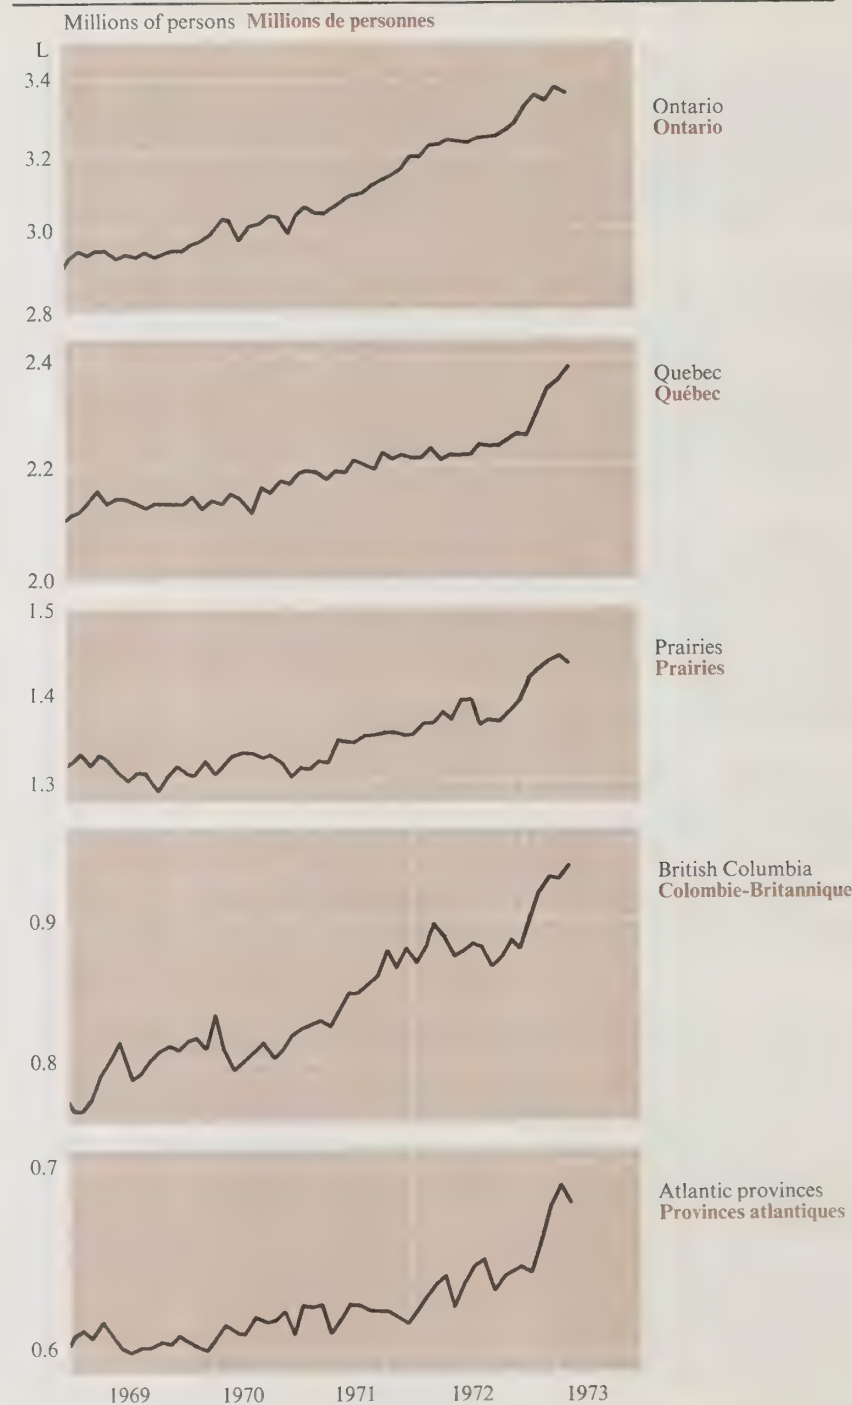 Millions of persons Millions de personnes
L
3.4
3.2
3.0
2.8
Ontario
Ontario
2.4
2.2
2.0
Quebec
Québec
1.5
1.4
1.3
Prairies
Prairies
0.9
0.8
British Columbia
Colombie-Britannique
0.7
0.6
Atlantic provinces
Provinces atlantiques
1969 1970 1971 1972 1973